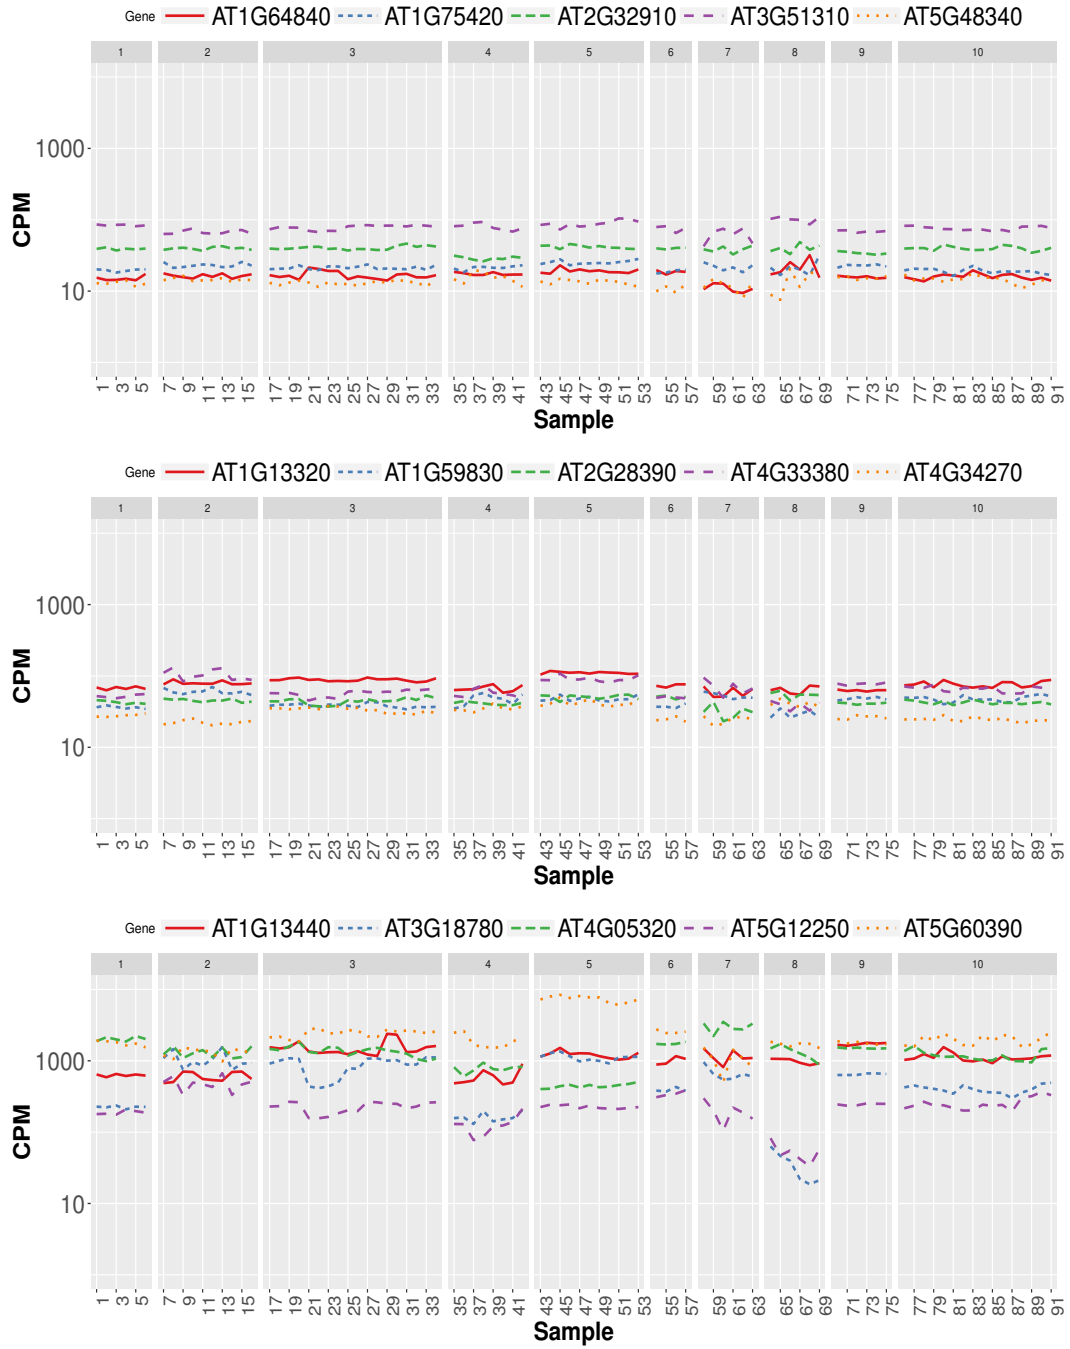 Gene AT1G64840 AT1G75420 AT2G32910 AT3G51310 AT5G48340
1 2 3 4 5 6 7 8 9 10
1000
10
CPM
1 3 5 7 9 11 13 15 17 19 21 23 25 27 29 31 33 35 37 39 41 43 45 47 49 51 53 55 57 59 61 63 65 67 69 71 73 75 77 79 81 83 85 87 89 91
Sample
Gene AT1G13320 AT1G59830 AT2G28390 AT4G33380 AT4G34270
1 2 3 4 5 6 7 8 9 10
1000
10
CPM
1 3 5 7 9 11 13 15 17 19 21 23 25 27 29 31 33 35 37 39 41 43 45 47 49 51 53 55 57 59 61 63 65 67 69 71 73 75 77 79 81 83 85 87 89 91
Sample
Gene AT1G13440 AT3G18780 AT4G05320 AT5G12250 AT5G60390
1 2 3 4 5 6 7 8 9 10
1000
10
CPM
1 3 5 7 9 11 13 15 17 19 21 23 25 27 29 31 33 35 37 39 41 43 45 47 49 51 53 55 57 59 61 63 65 67 69 71 73 75 77 79 81 83 85 87 89 91
Sample